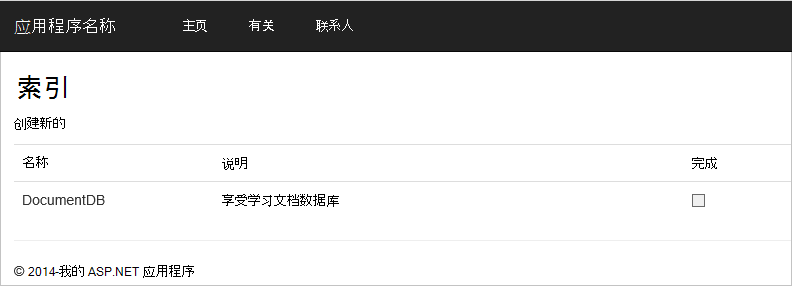 应用程序名称 主页 有关 联系人
索引
创建新的
名称 说明 完成
DocumentDB 享受学习文档数据库
© 2014-我的 ASP.NET 应用程序